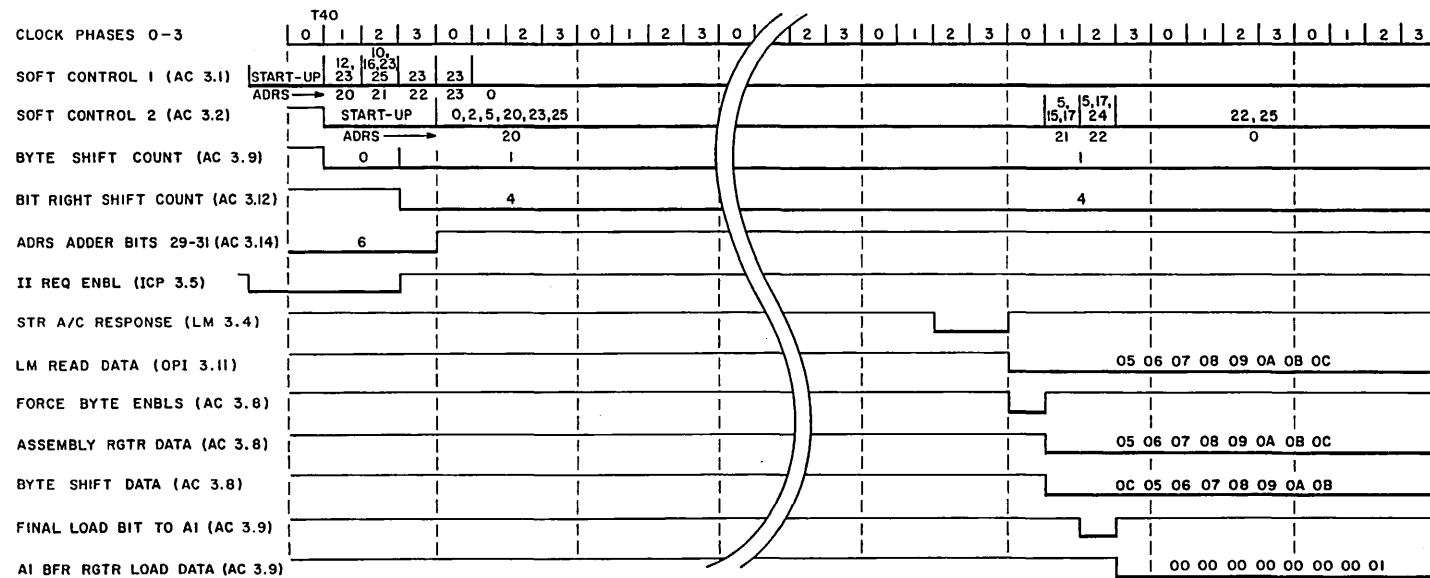 T40
CLOCK PHASES 0-3 0 1 2 3 0 1 2 3 0 1 2 3 0 2 3 0 1 2 3 0 1 2 3 0 1 2 3 0 1 2 3
SOFT CONTROL 1 (AC 3.1) START-UP 12, 23 10, 16,23, 25 23 23
ADRS 20 21 22 23 0
SOFT CONTROL 2 (AC 3.2) START-UP 0,2,5,20,23,25 5, 15,17 5,17, 24 22,25
ADRS 20 21 22 0
BYTE SHIFT COUNT (AC 3.9) 0 1 1
BIT RIGHT SHIFT COUNT (AC 3.12) 4 4
ADRS ADDER BITS 29-31 (AC 3.14) 6
II REQ ENBL (ICP 3.5)
STR A/C RESPONSE (LM 3.4)
LM READ DATA (OPI 3.11) 05 06 07 08 09 0A 0B 0C
FORCE BYTE ENBLS (AC 3.8)
ASSEMBLY RGTR DATA (AC 3.8) 05 06 07 08 09 0A 0B 0C
BYTE SHIFT DATA (AC 3.8) 0C 05 06 07 08 09 0A 0B
FINAL LOAD BIT TO AI (AC 3.9)
AI BFR RGTR LOAD DATA (AC 3.9) 00 00 00 00 00 00 00 01